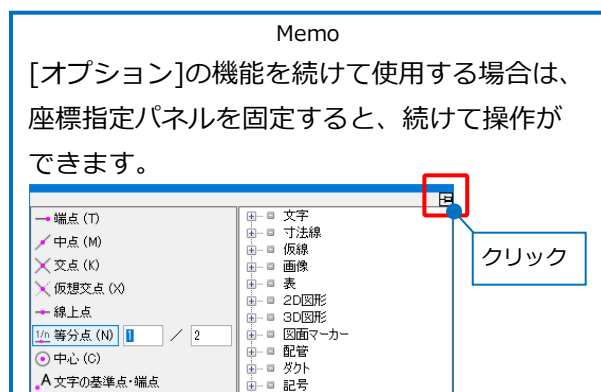 Memo
[オプション]の機能を続けて使用する場合は、
座標指定パネルを固定すると、続けて操作が
できます。
端点 (T)
中点 (M)
交点 (K)
仮想交点 (X)
線上点
1/n 等分点 (N) 1 / 2
中心 (C)
A 文字の基準点・端点
文字
寸法線
仮線
画像
表
2D図形
3D図形
図面マーカー
配管
ダクト
記号
クリック